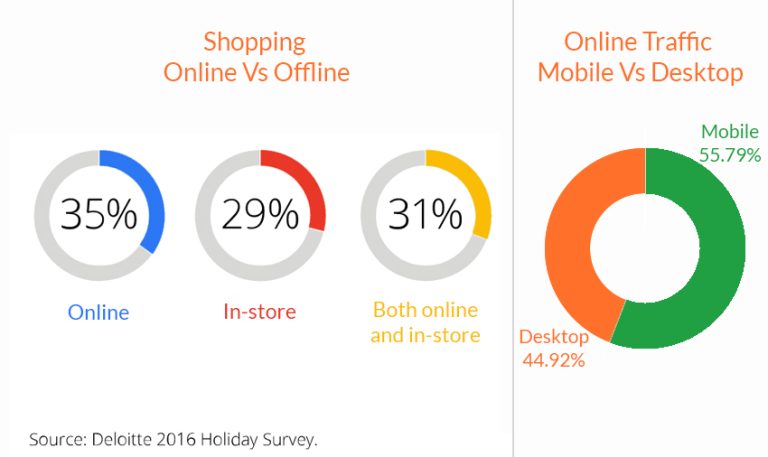 Shopping
Online Vs Offline
35%
29%
31%
Online
In-store
Both online
and in-store
Source: Deloitte 2016 Holiday Survey.
Online Traffic
Mobile Vs Desktop
Mobile
55.79%
Desktop
44.92%